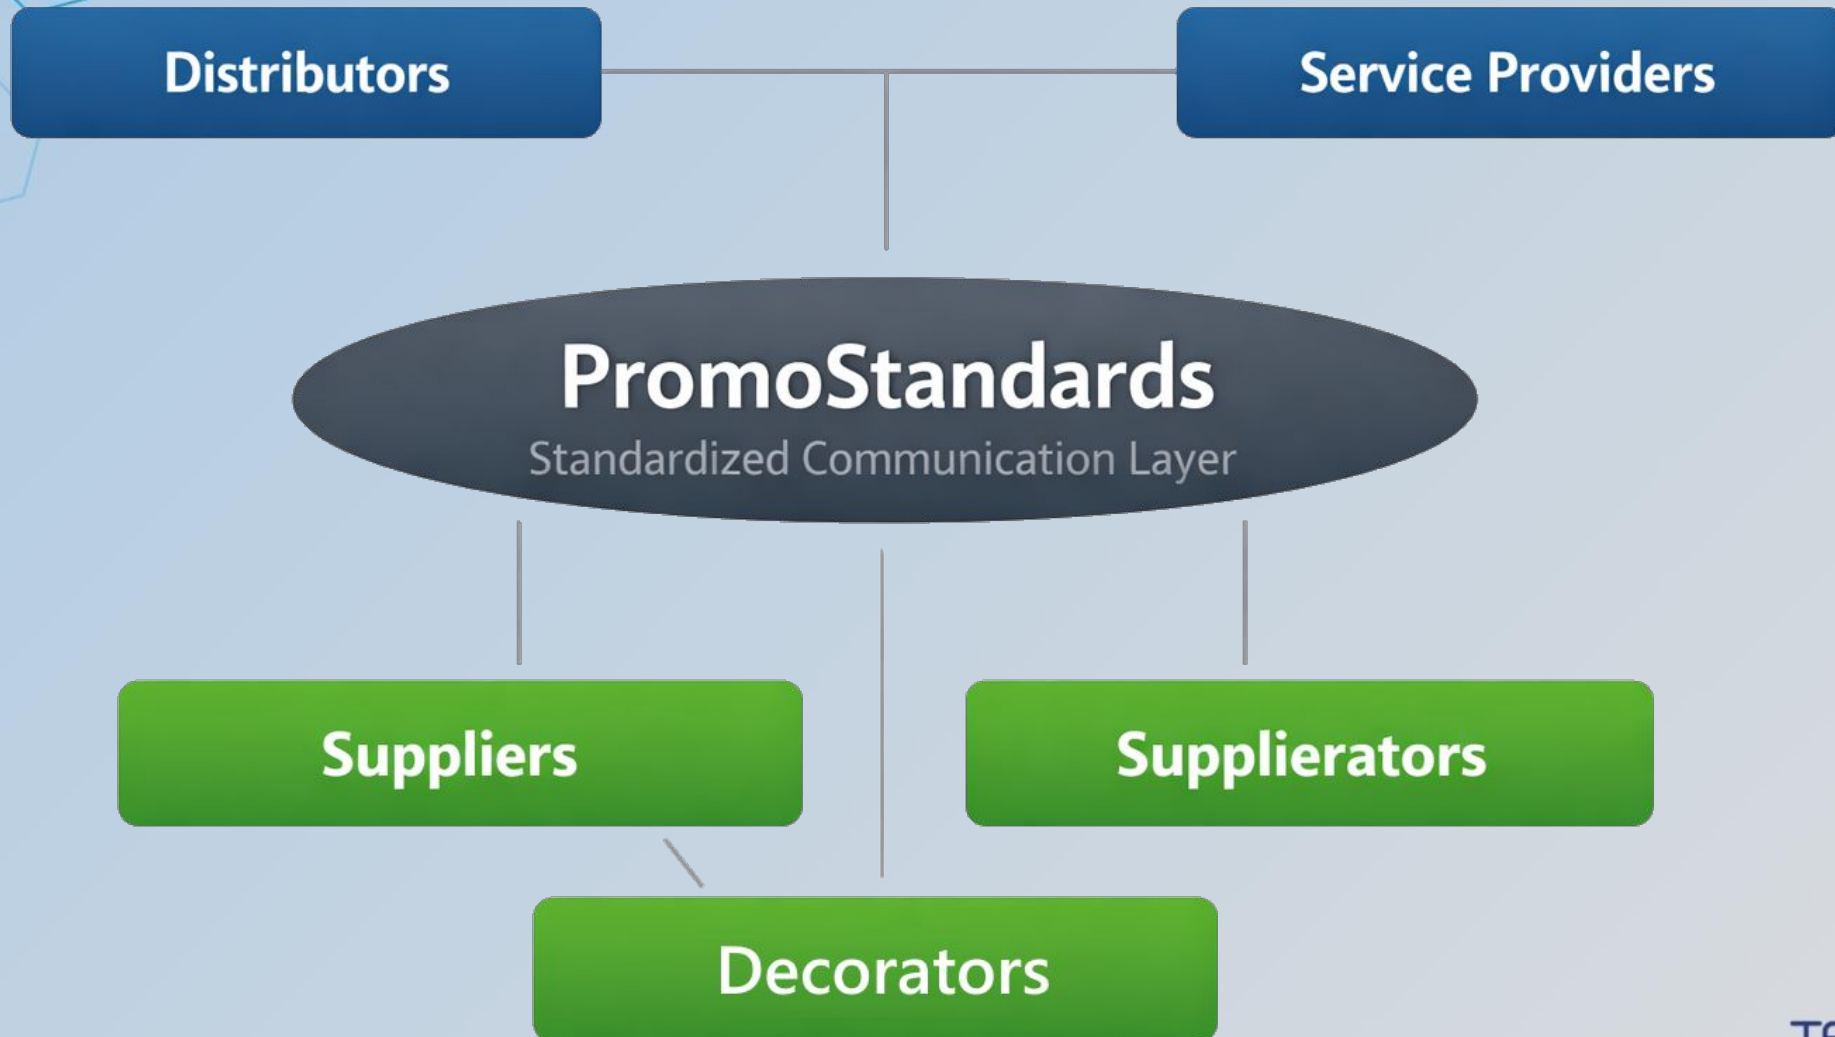 Distributors
Service Providers
PromoStandards
Standardized Communication Layer
Suppliers
Supplierators
Decorators